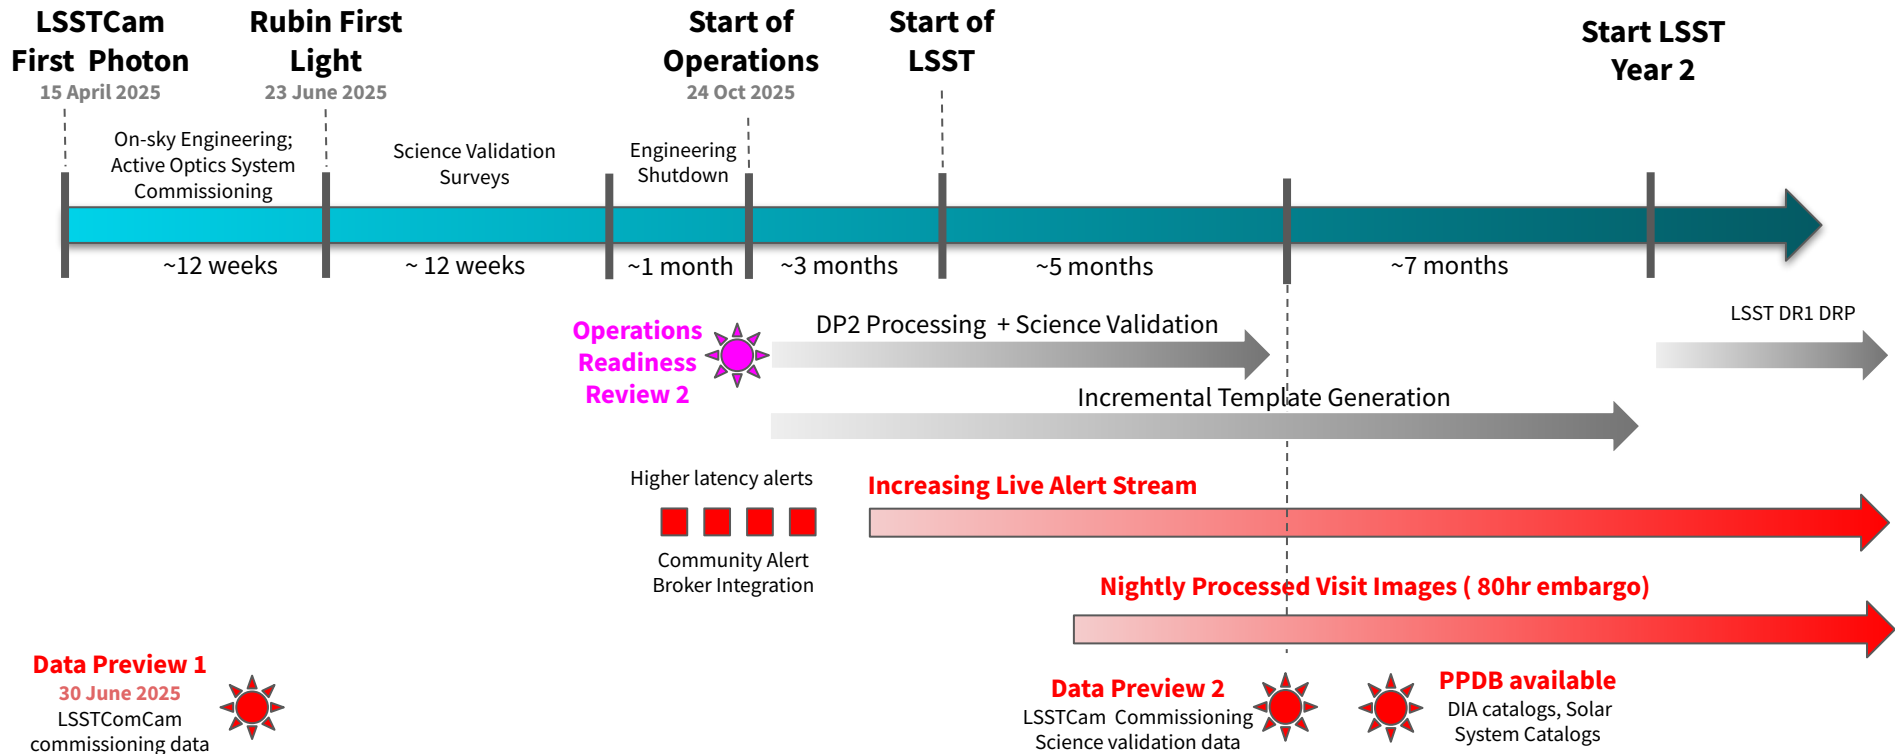 LSSTCam
First Photon
15 April 2025
Rubin First
Light
23 June 2025
Start of
Operations
24 Oct 2025
Start of
LSST
Start LSST
Year 2
On-sky Engineering;
Active Optics System
Commissioning
Science Validation
Surveys
Engineering
Shutdown
~12 weeks
~ 12 weeks
~1 month
~3 months
~5 months
~7 months
Operations
Readiness
Review 2
DP2 Processing + Science Validation
LSST DR1 DRP
Incremental Template Generation
Higher latency alerts
Community Alert
Broker Integration
Increasing Live Alert Stream
Nightly Processed Visit Images ( 80hr embargo)
Data Preview 1
30 June 2025
LSSTComCam
commissioning data
Data Preview 2
LSSTCam Commissioning
Science validation data
PPDB available
DIA catalogs, Solar
System Catalogs